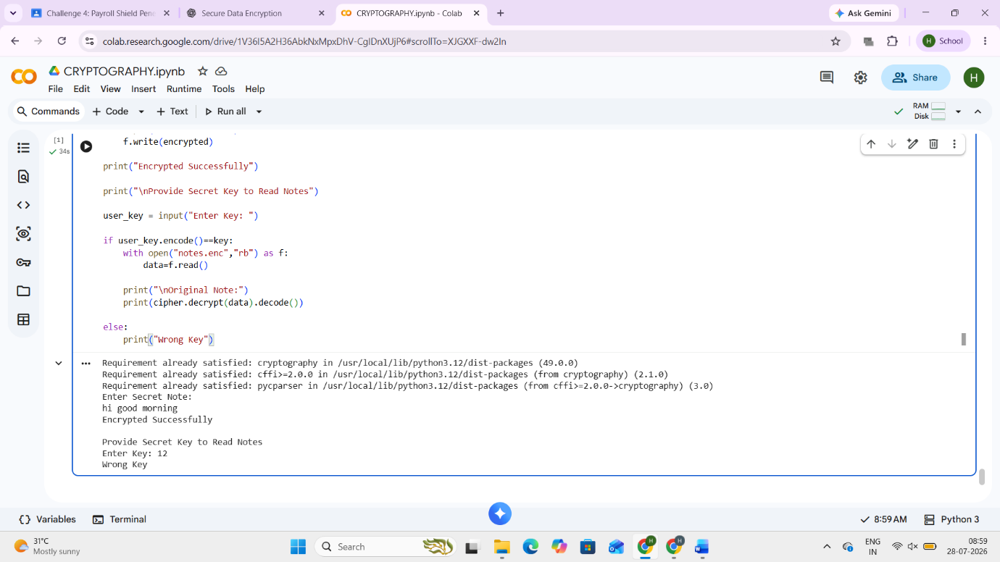 Challenge 4: Payroll Shield Pene
Secure Data Encryption
CRYPTOGRAPHY.ipynb - Colab
Ask Gemini
colab.research.google.com/drive/1V36I5A2H36AbkNxMpxDhV-CgIDnXUjP6#scrollTo=XJGXXF-dw2In
H School
CRYPTOGRAPHY.ipynb
File Edit View Insert Runtime Tools Help
Share
H
Commands + Code + Text Run all
RAM
Disk
[1]
34s
f.write(encrypted)
print("Encrypted Successfully")
print("\nProvide Secret Key to Read Notes")
user_key = input("Enter Key: ")
if user_key.encode()==key:
with open("notes.enc","rb") as f:
data=f.read()
print("\nOriginal Note:")
print(cipher.decrypt(data).decode())
else:
print("Wrong Key")
Requirement already satisfied: cryptography in /usr/local/lib/python3.12/dist-packages (49.0.0)
Requirement already satisfied: cffi>=2.0.0 in /usr/local/lib/python3.12/dist-packages (from cryptography) (2.1.0)
Requirement already satisfied: pycparser in /usr/local/lib/python3.12/dist-packages (from cffi>=2.0.0->cryptography) (3.0)
Enter Secret Note:
hi good morning
Encrypted Successfully
Provide Secret Key to Read Notes
Enter Key: 12
Wrong Key
{} Variables Terminal
8:59 AM Python 3
31°C
Mostly sunny
Search
H
H
ENG
IN
08:59
28-07-2026